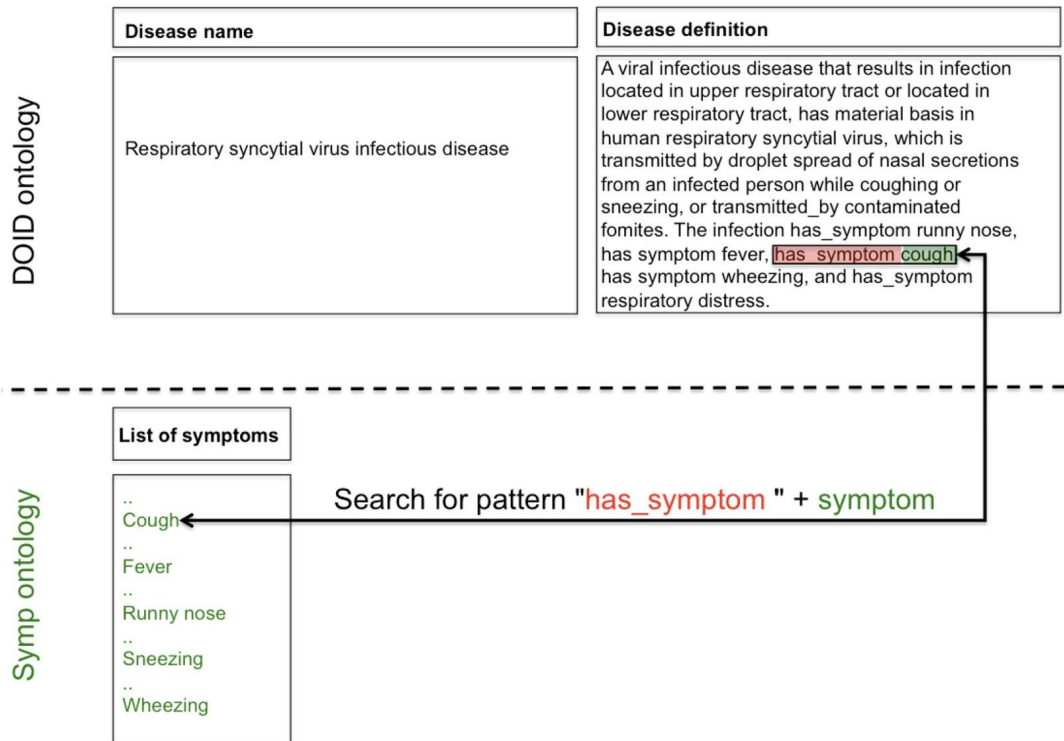 DOID ontology
Disease name
Respiratory syncytial virus infectious disease
Disease definition
A viral infectious disease that results in infection
located in upper respiratory tract or located in
lower respiratory tract, has material basis in
human respiratory syncytial virus, which is
transmitted by droplet spread of nasal secretions
from an infected person while coughing or
sneezing, or transmitted_by contaminated
fomites. The infection has_symptom runny nose,
has symptom fever, has_symptom cough
has symptom wheezing, and has_symptom
respiratory distress.
Symp ontology
List of symptoms
..
Cough
..
Fever
..
Runny nose
..
Sneezing
..
Wheezing
Search for pattern "has_symptom " + symptom